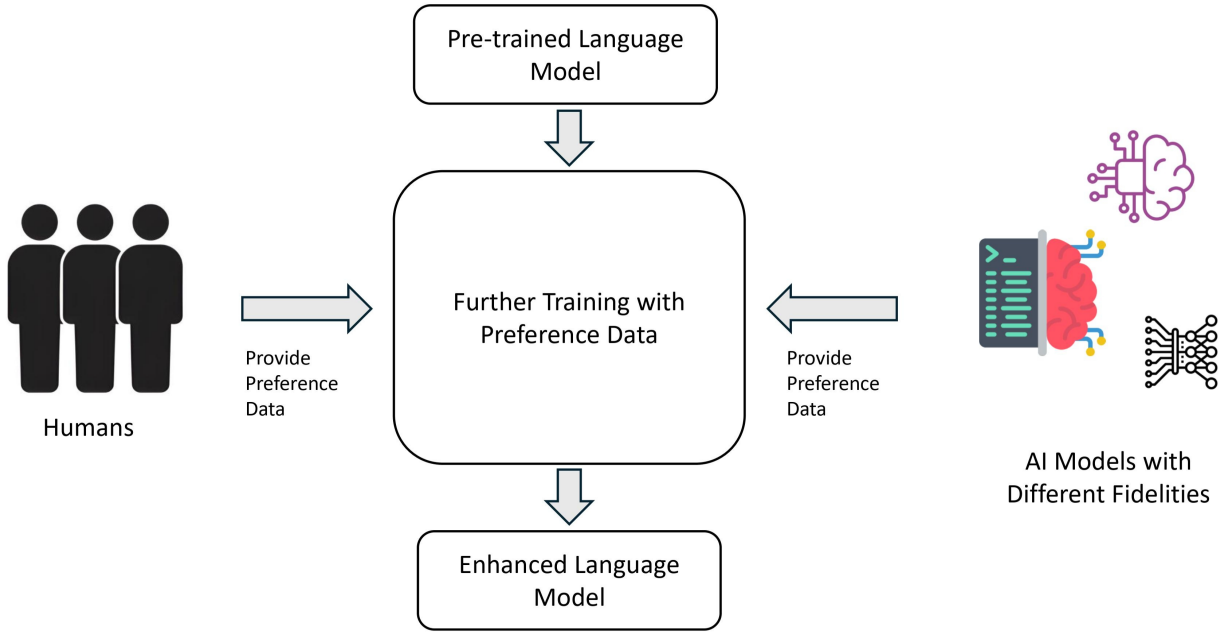 Pre-trained Language
Model
Further Training with
Preference Data
Provide
Preference
Data
Humans
Provide
Preference
Data
AI Models with
Different Fidelities
Enhanced Language
Model